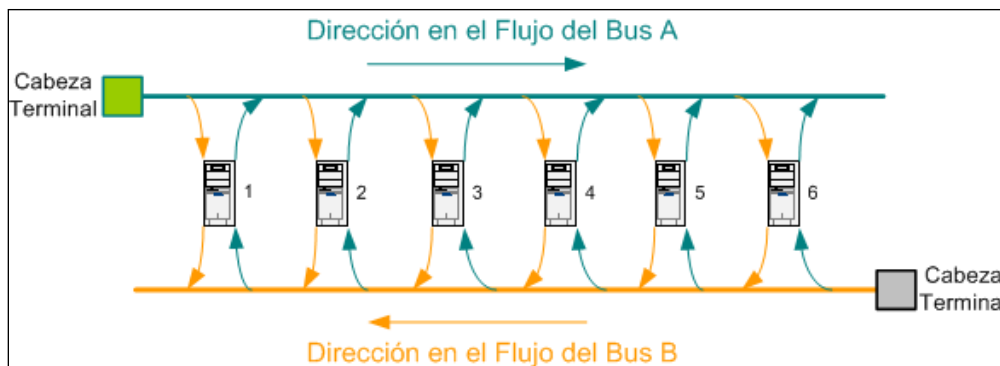 Dirección en el Flujo del Bus A
Cabeza
Terminal
1
2
3
4
5
6
Cabeza
Terminal
Dirección en el Flujo del Bus B